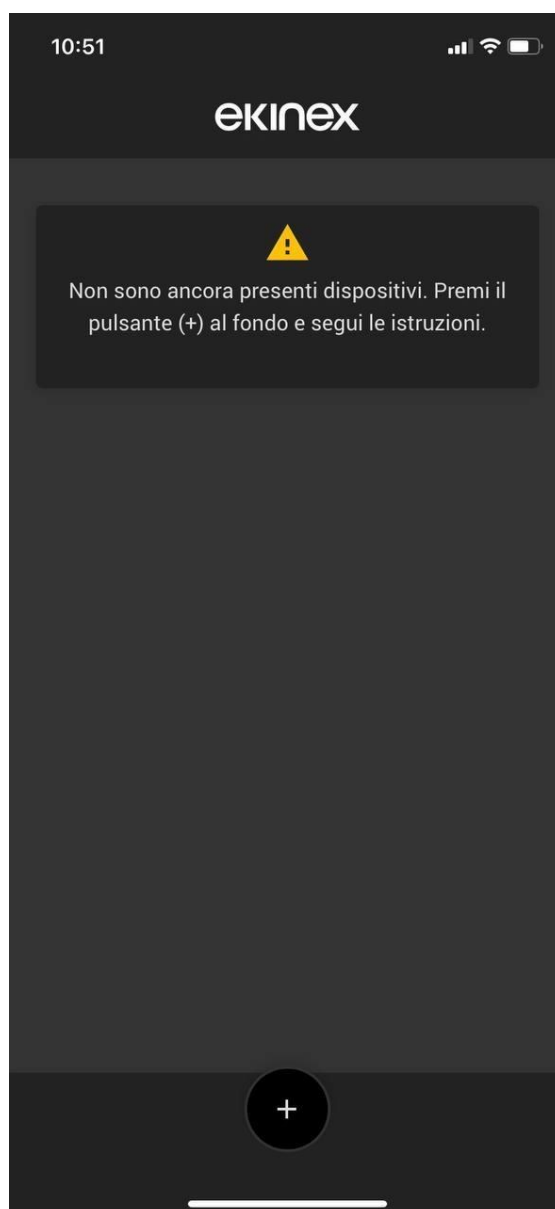 10:51
ekinex
Non sono ancora presenti dispositivi. Premi il
pulsante (+) al fondo e segui le istruzioni.
+